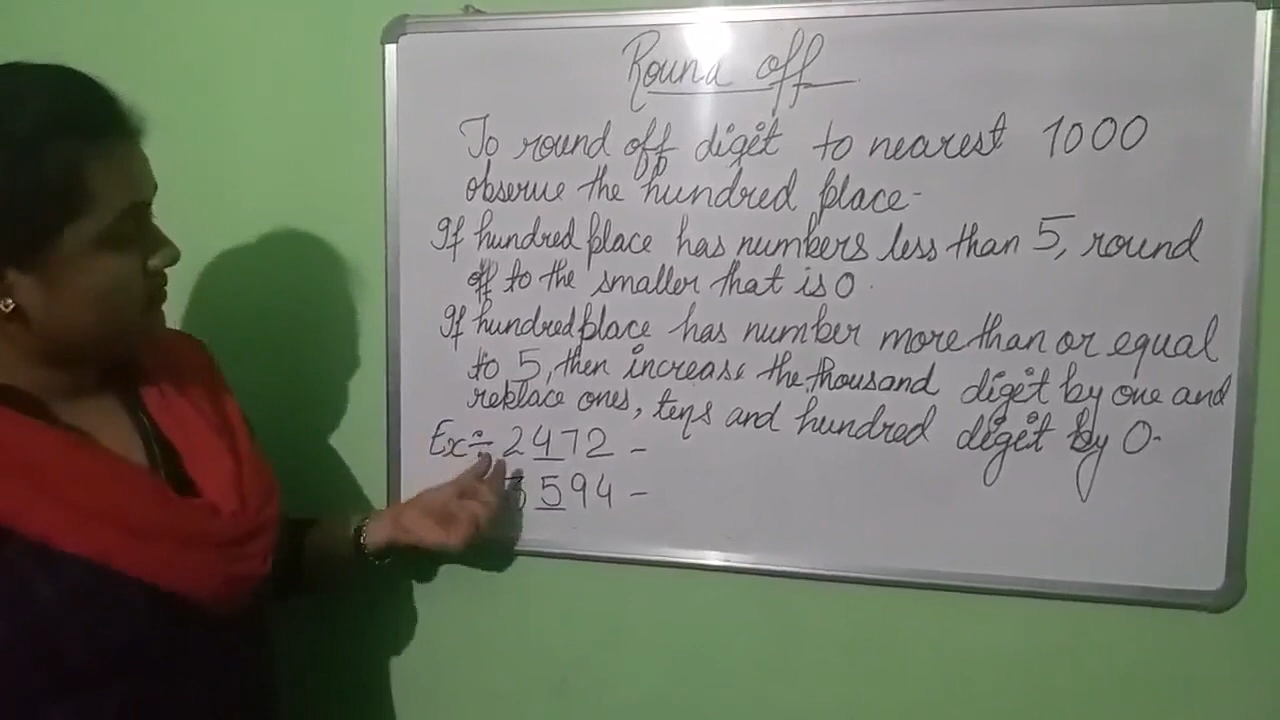 Round off
To round off digit to nearest 1000
observe the hundred place-
If hundred place has numbers less than 5, round
off to the smaller that is 0.
If hundred place has number more than or equal
to 5, then increase the thousand digit by one and
replace ones, tens and hundred digit by 0.
Ex÷ 2472 -
3594 -